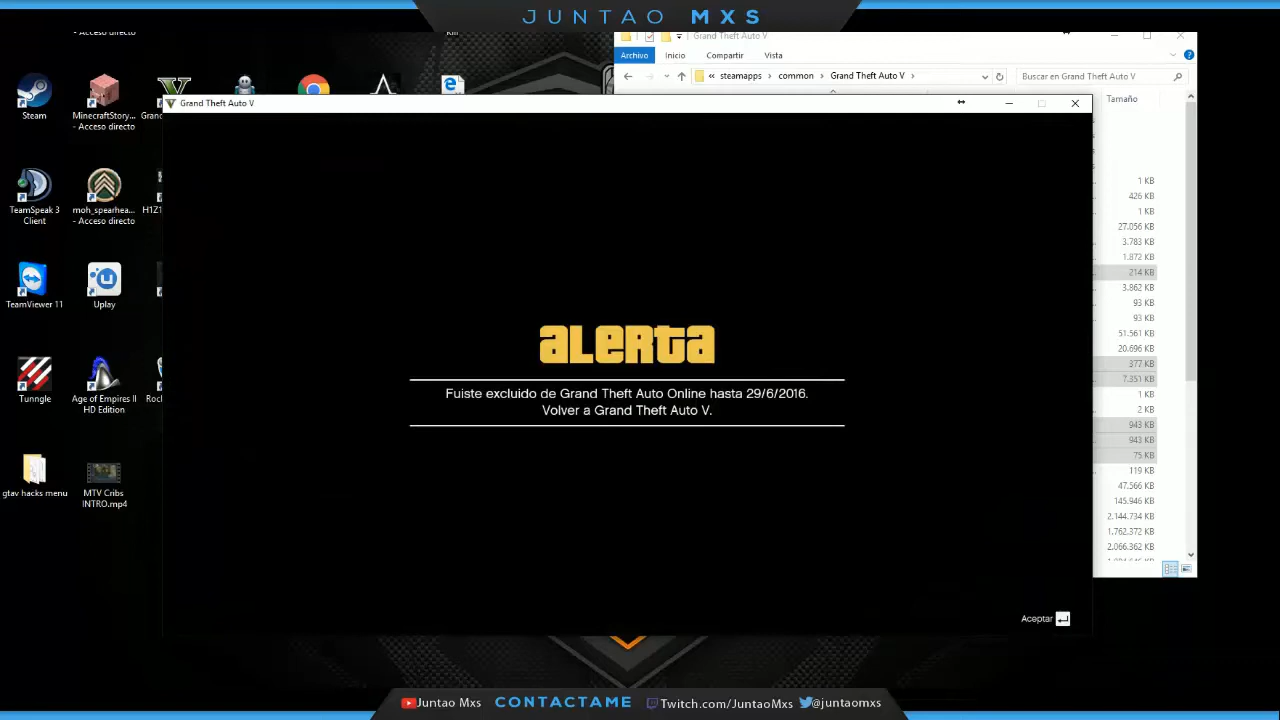 JUNTAO MXS
Acceso directo
Grand Theft Auto V
Archivo
Inicio
Compartir
Vista
steamapps
common
Grand Theft Auto V
Buscar en Grand Theft Auto V
Grand Theft Auto V
Tamaño
Steam
MinecraftStory...
- Acceso directo
TeamSpeak 3
Client
moh_spearhea...
- Acceso directo
H1Z1
TeamViewer 11
Uplay
Tunngle
Age of Empires II
HD Edition
gtav hacks menu
MTV Cribs
INTRO.mp4
alerta
Fuiste excluido de Grand Theft Auto Online hasta 29/6/2016.
Volver a Grand Theft Auto V.
Aceptar
1 KB
426 KB
1 KB
27.056 KB
3.783 KB
1.872 KB
214 KB
3.862 KB
93 KB
93 KB
51.561 KB
20.696 KB
377 KB
7.351 KB
1 KB
2 KB
943 KB
943 KB
75 KB
119 KB
47.566 KB
145.946 KB
2.144.734 KB
1.762.372 KB
2.066.362 KB
Juntao Mxs
CONTACTAME
Twitch.com/JuntaoMxs
@juntaomxs